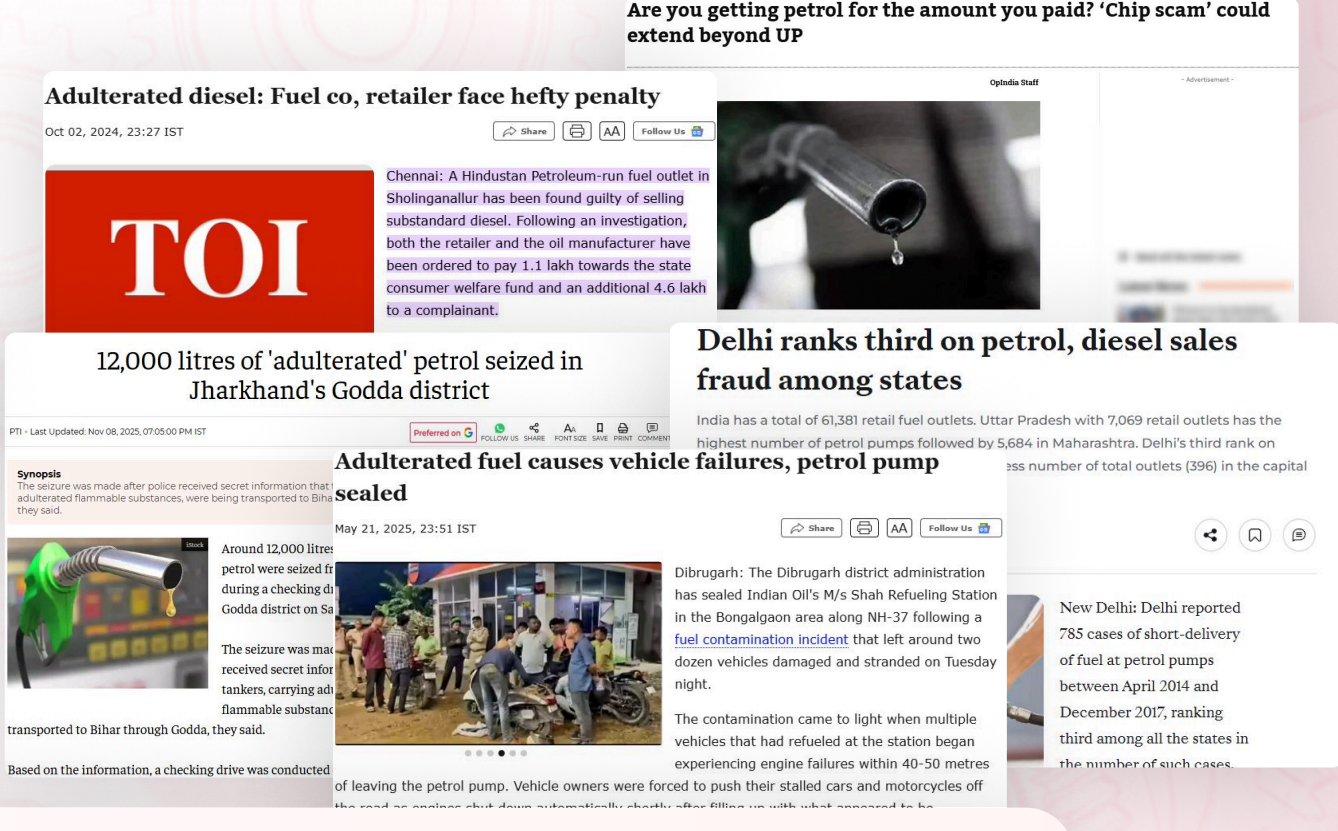 Are you getting petrol for the amount you paid? ‘Chip scam’ could
extend beyond UP
OpIndia Staff
- Advertisement -
Adulterated diesel: Fuel co, retailer face hefty penalty
Oct 02, 2024, 23:27 IST
Share
AA
Follow Us
TOI
Chennai: A Hindustan Petroleum-run fuel outlet in
Sholinganallur has been found guilty of selling
substandard diesel. Following an investigation,
both the retailer and the oil manufacturer have
been ordered to pay 1.1 lakh towards the state
consumer welfare fund and an additional 4.6 lakh
to a complainant.
12,000 litres of 'adulterated' petrol seized in
Jharkhand's Godda district
PTI - Last Updated: Nov 08, 2025, 07:05:00 PM IST
Preferred on G
FOLLOW US
SHARE
FONT SIZE
SAVE
PRINT
COMMENT
Synopsis
The seizure was made after police received secret information that
adulterated flammable substances, were being transported to Biha
they said.
iStock
Around 12,000 litres
petrol were seized fr
during a checking
Godda district on Sa
The seizure was mad
received secret infor
tankers, carrying
flammable substanc
transported to Bihar through Godda, they said.
Based on the information, a checking drive was conducted
Delhi ranks third on petrol, diesel sales
fraud among states
India has a total of 61,381 retail fuel outlets. Uttar Pradesh with 7,069 retail outlets has the
highest number of petrol pumps followed by 5,684 in Maharashtra. Delhi’s third rank on
ess number of total outlets (396) in the capital
New Delhi: Delhi reported
785 cases of short-delivery
of fuel at petrol pumps
between April 2014 and
December 2017, ranking
third among all the states in
the number of such cases.
Adulterated fuel causes vehicle failures, petrol pump
sealed
May 21, 2025, 23:51 IST
Share
AA
Follow Us
Dibrugarh: The Dibrugarh district administration
has sealed Indian Oil's M/s Shah Refueling Station
in the Bongalgaon area along NH-37 following a
fuel contamination incident that left around two
dozen vehicles damaged and stranded on Tuesday
night.
The contamination came to light when multiple
vehicles that had refueled at the station began
experiencing engine failures within 40-50 metres
of leaving the petrol pump. Vehicle owners were forced to push their stalled cars and motorcycles off
the road as engines shut down automatically shortly after filling up with what appeared to be